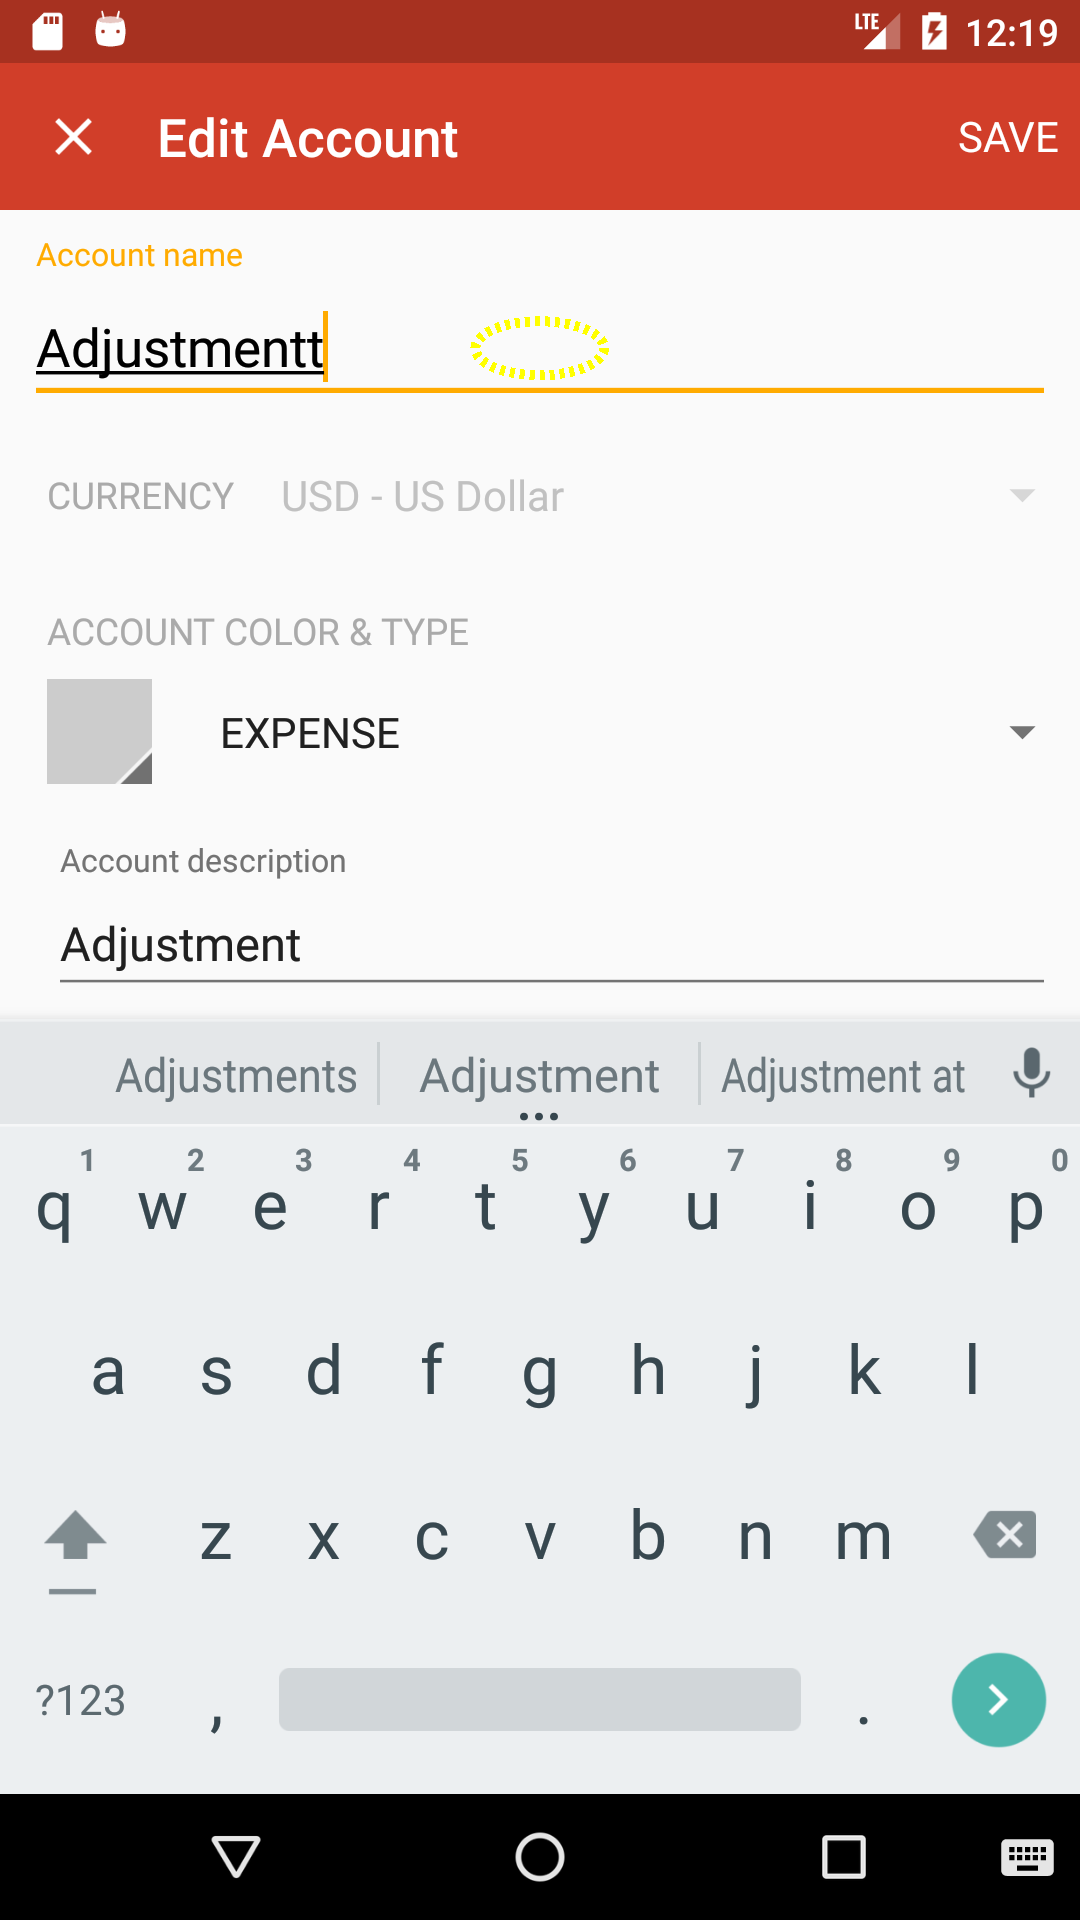 LTE 12:19
Edit Account SAVE
Account name
Adjustmentt
CURRENCY USD - US Dollar
ACCOUNT COLOR & TYPE
EXPENSE
Account description
Adjustment
Adjustments Adjustment Adjustment at
1 2 3 4 5 6 7 8 9 0
q w e r t y u i o p
a s d f g h j k l
z x c v b n m
?123 , .